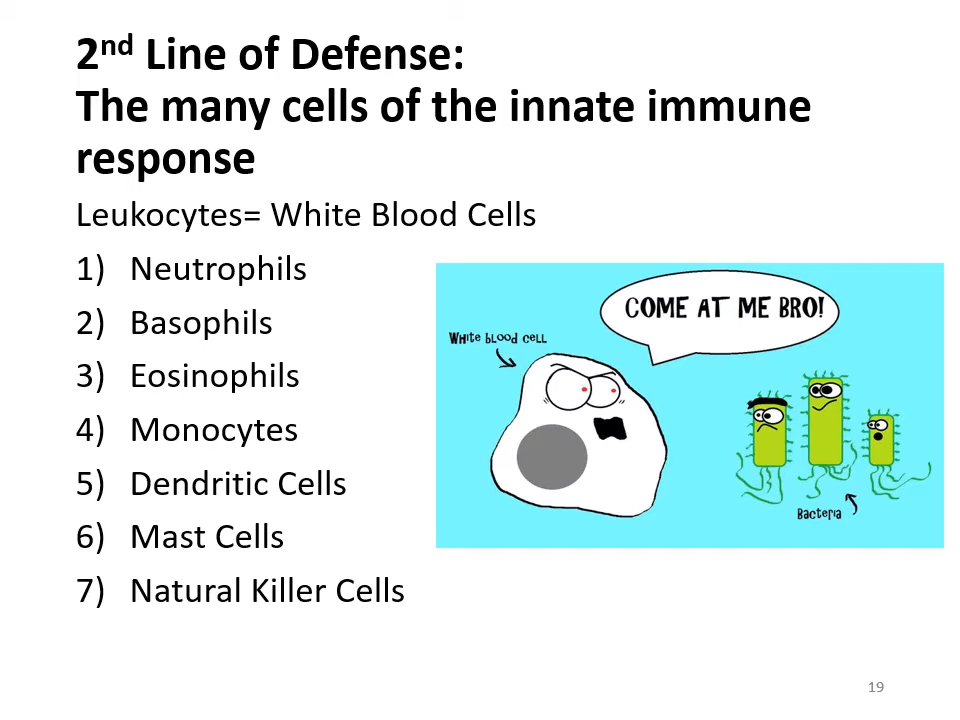 2nd Line of Defense:
The many cells of the innate immune
response
Leukocytes= White Blood Cells
1) Neutrophils
2) Basophils
3) Eosinophils
4) Monocytes
5) Dendritic Cells
6) Mast Cells
7) Natural Killer Cells
COME AT ME BRO!
White blood cell
Bacteria
19